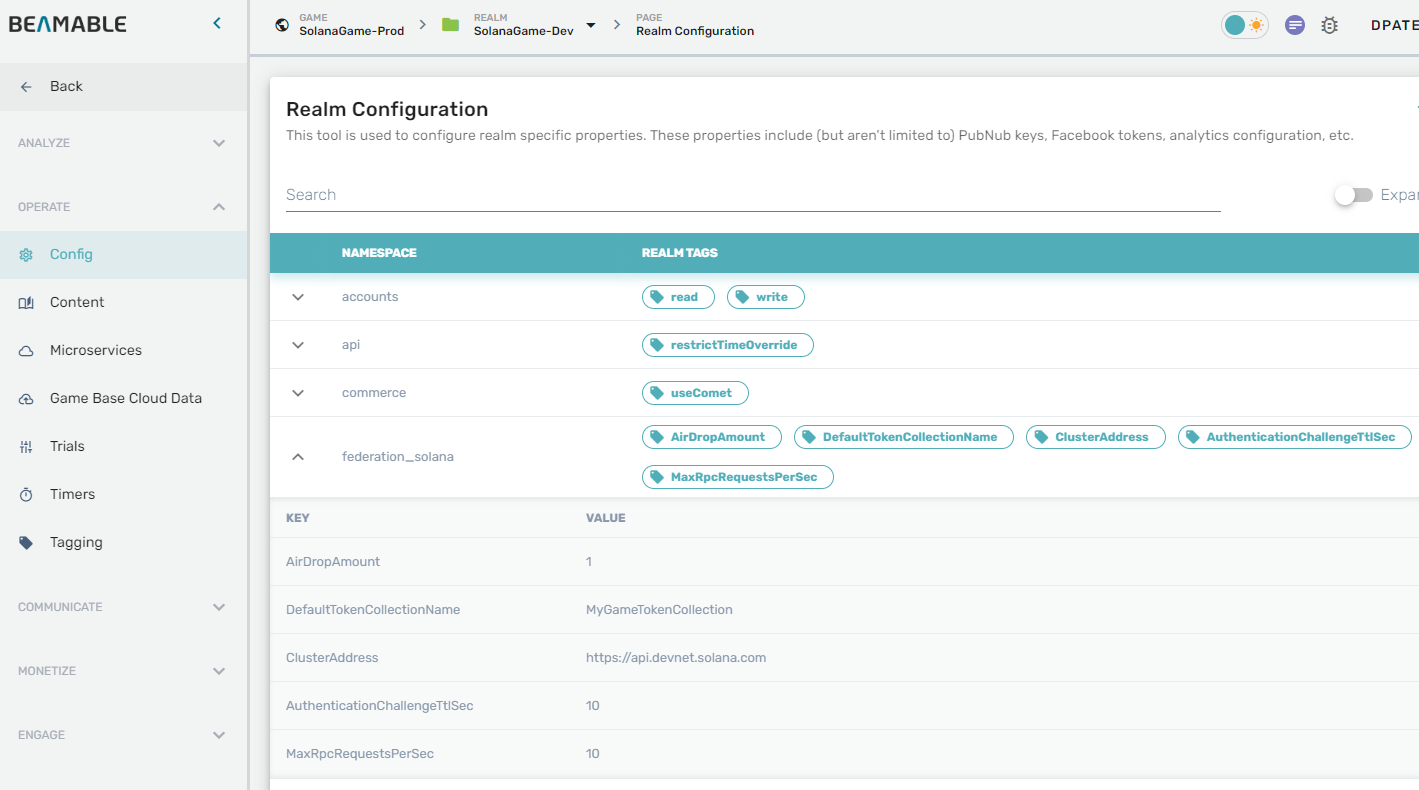 BEAMABLE
GAME
SolanaGame-Prod
REALM
SolanaGame-Dev
PAGE
Realm Configuration
DPATE
Back
ANALYZE
OPERATE
Config
Content
Microservices
Game Base Cloud Data
Trials
Timers
Tagging
COMMUNICATE
MONETIZE
ENGAGE
Realm Configuration
This tool is used to configure realm specific properties. These properties include (but aren't limited to) PubNub keys, Facebook tokens, analytics configuration, etc.
Search
Expan
NAMESPACE REALM TAGS
accounts read write
api restrictTimeOverride
commerce useComet
federation_solana AirDropAmount DefaultTokenCollectionName ClusterAddress AuthenticationChallengeTtlSec
MaxRpcRequestsPerSec
KEY VALUE
AirDropAmount 1
DefaultTokenCollectionName MyGameTokenCollection
ClusterAddress https://api.devnet.solana.com
AuthenticationChallengeTtlSec 10
MaxRpcRequestsPerSec 10